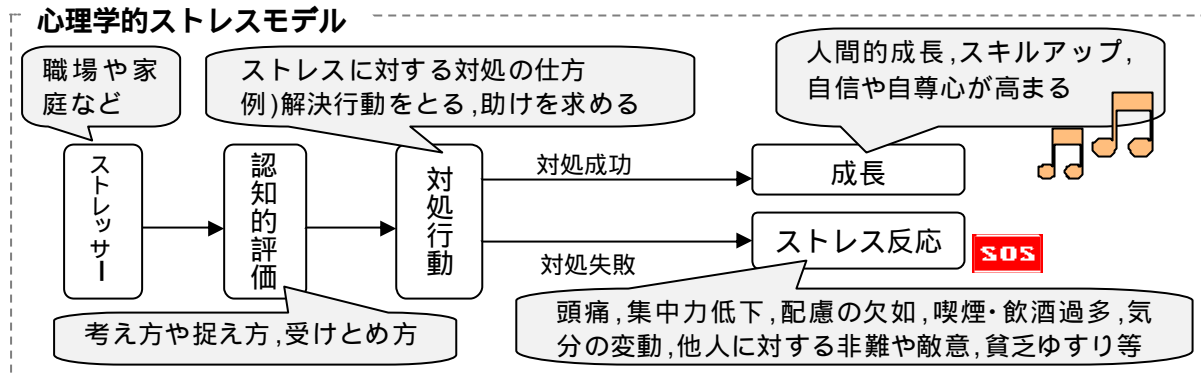 心理学的ストレスモデル
職場や家
庭など
ストレスに対する対処の仕方
例)解決行動をとる,助けを求める
人間的成長,スキルアップ,
自信や自尊心が高まる
ストレッサー
認知的評価
対処行動
対処成功
成長
対処失敗
ストレス反応
SOS
考え方や捉え方,受けとめ方
頭痛,集中力低下,配慮の欠如,喫煙・飲酒過多,気
分の変動,他人に対する非難や敵意,貧乏ゆすり等